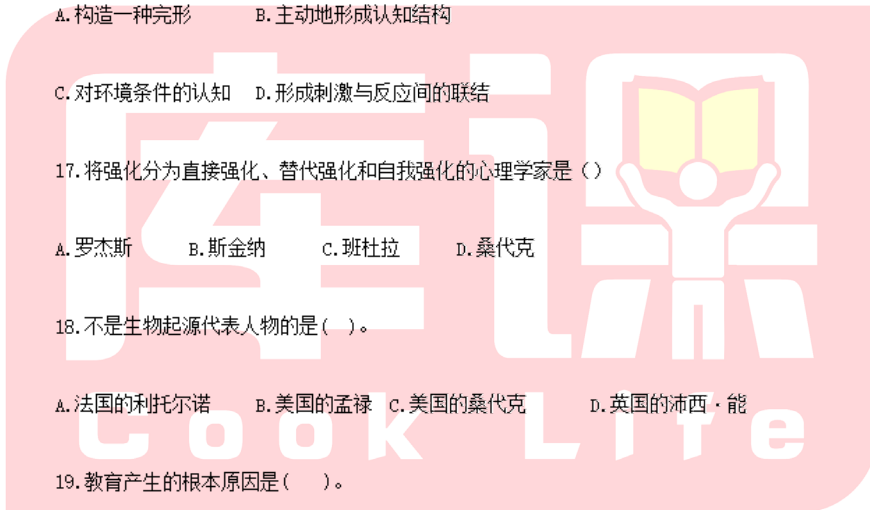 A.构造一种完形 B.主动地形成认知结构
C.对环境条件的认知 D.形成刺激与反应间的联结
17.将强化分为直接强化、替代强化和自我强化的心理学家是()
A.罗杰斯 B.斯金纳 C.班杜拉 D.桑代克
18.不是生物起源代表人物的是( )。
A.法国的利托尔诺 B.美国的孟禄 C.美国的桑代克 D.英国的沛西·能
19.教育产生的根本原因是( )。
库课
Cook Life